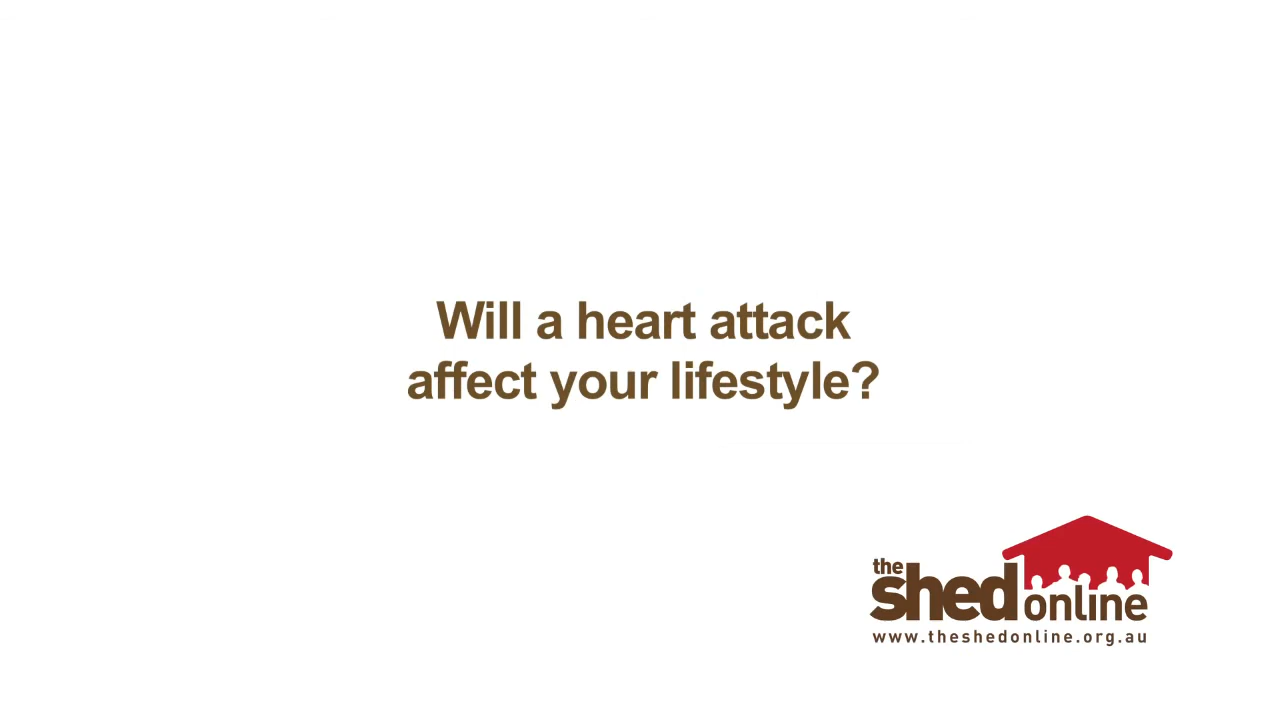 Will a heart attack
affect your lifestyle?
the
shed online
www.theshedonline.org.au